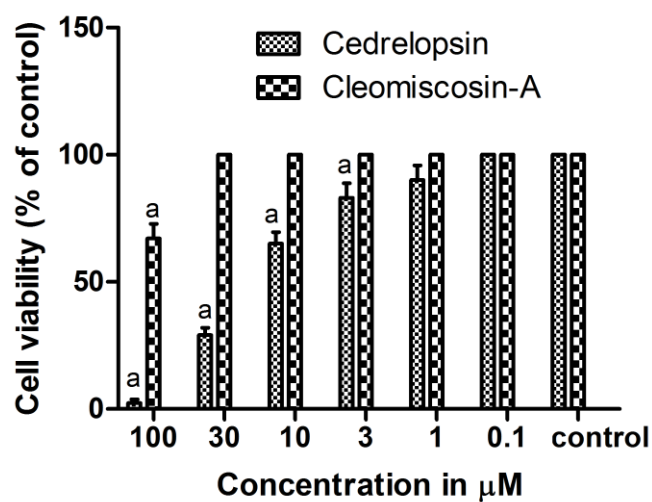 150
Cedrelopsin
Cleomiscosin-A
100
50
0
Cell viability (% of control)
a
a
a
a
a
100
30
10
3
1
0.1
control
Concentration in μM